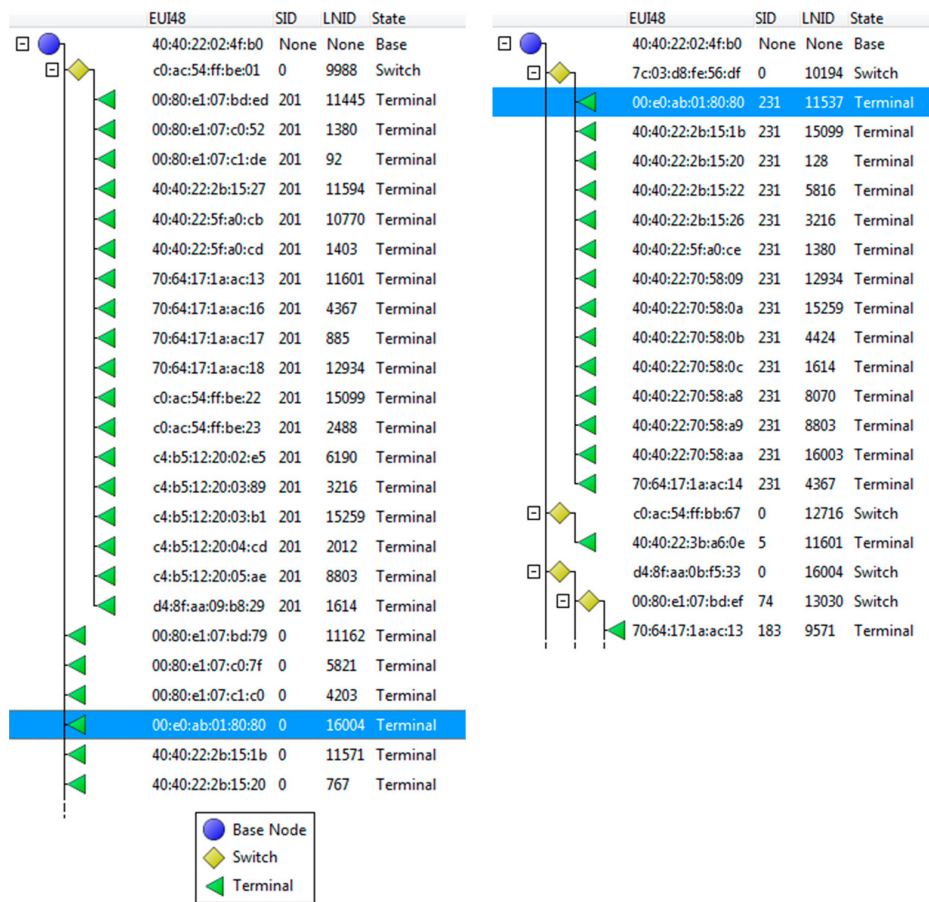 EUI48 SID LNID State
40:40:22:02:4f:b0 None None Base
c0:ac:54:ff:be:01 0 9988 Switch
00:80:e1:07:bd:ed 201 11445 Terminal
00:80:e1:07:c0:52 201 1380 Terminal
00:80:e1:07:c1:de 201 92 Terminal
40:40:22:2b:15:27 201 11594 Terminal
40:40:22:5f:a0:cb 201 10770 Terminal
40:40:22:5f:a0:cd 201 1403 Terminal
70:64:17:1a:ac:13 201 11601 Terminal
70:64:17:1a:ac:16 201 4367 Terminal
70:64:17:1a:ac:17 201 885 Terminal
70:64:17:1a:ac:18 201 12934 Terminal
c0:ac:54:ff:be:22 201 15099 Terminal
c0:ac:54:ff:be:23 201 2488 Terminal
c4:b5:12:20:02:e5 201 6190 Terminal
c4:b5:12:20:03:89 201 3216 Terminal
c4:b5:12:20:03:b1 201 15259 Terminal
c4:b5:12:20:04:cd 201 2012 Terminal
c4:b5:12:20:05:ae 201 8803 Terminal
d4:8f:aa:09:b8:29 201 1614 Terminal
00:80:e1:07:bd:79 0 11162 Terminal
00:80:e1:07:c0:7f 0 5821 Terminal
00:80:e1:07:c1:c0 0 4203 Terminal
00:e0:ab:01:80:80 0 16004 Terminal
40:40:22:2b:15:1b 0 11571 Terminal
40:40:22:2b:15:20 0 767 Terminal
EUI48 SID LNID State
40:40:22:02:4f:b0 None None Base
7c:03:d8:fe:56:df 0 10194 Switch
00:e0:ab:01:80:80 231 11537 Terminal
40:40:22:2b:15:1b 231 15099 Terminal
40:40:22:2b:15:20 231 128 Terminal
40:40:22:2b:15:22 231 5816 Terminal
40:40:22:2b:15:26 231 3216 Terminal
40:40:22:5f:a0:ce 231 1380 Terminal
40:40:22:70:58:09 231 12934 Terminal
40:40:22:70:58:0a 231 15259 Terminal
40:40:22:70:58:0b 231 4424 Terminal
40:40:22:70:58:0c 231 1614 Terminal
40:40:22:70:58:a8 231 8070 Terminal
40:40:22:70:58:a9 231 8803 Terminal
40:40:22:70:58:aa 231 16003 Terminal
70:64:17:1a:ac:14 231 4367 Terminal
c0:ac:54:ff:bb:67 0 12716 Switch
40:40:22:3b:a6:0e 5 11601 Terminal
d4:8f:aa:0b:f5:33 0 16004 Switch
00:80:e1:07:bd:ef 74 13030 Switch
70:64:17:1a:ac:13 183 9571 Terminal
Base Node
Switch
Terminal